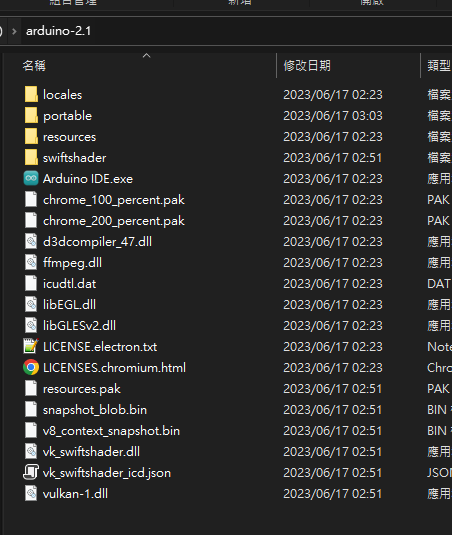 組合管理 新增 開啟
arduino-2.1
名稱 修改日期 類型
locales 2023/06/17 02:23 檔案
portable 2023/06/17 03:03 檔案
resources 2023/06/17 02:23 檔案
swiftshader 2023/06/17 02:51 檔案
Arduino IDE.exe 2023/06/17 02:23 應用
chrome_100_percent.pak 2023/06/17 02:23 PAK
chrome_200_percent.pak 2023/06/17 02:23 PAK
d3dcompiler_47.dll 2023/06/17 02:23 應用
ffmpeg.dll 2023/06/17 02:23 應用
icudtl.dat 2023/06/17 02:23 DAT
libEGL.dll 2023/06/17 02:23 應用
libGLESv2.dll 2023/06/17 02:23 應用
LICENSE.electron.txt 2023/06/17 02:23 Note
LICENSES.chromium.html 2023/06/17 02:23 Chro
resources.pak 2023/06/17 02:51 PAK
snapshot_blob.bin 2023/06/17 02:51 BIN
v8_context_snapshot.bin 2023/06/17 02:51 BIN
vk_swiftshader.dll 2023/06/17 02:51 應用
vk_swiftshader_icd.json 2023/06/17 02:51 JSON
vulkan-1.dll 2023/06/17 02:51 應用